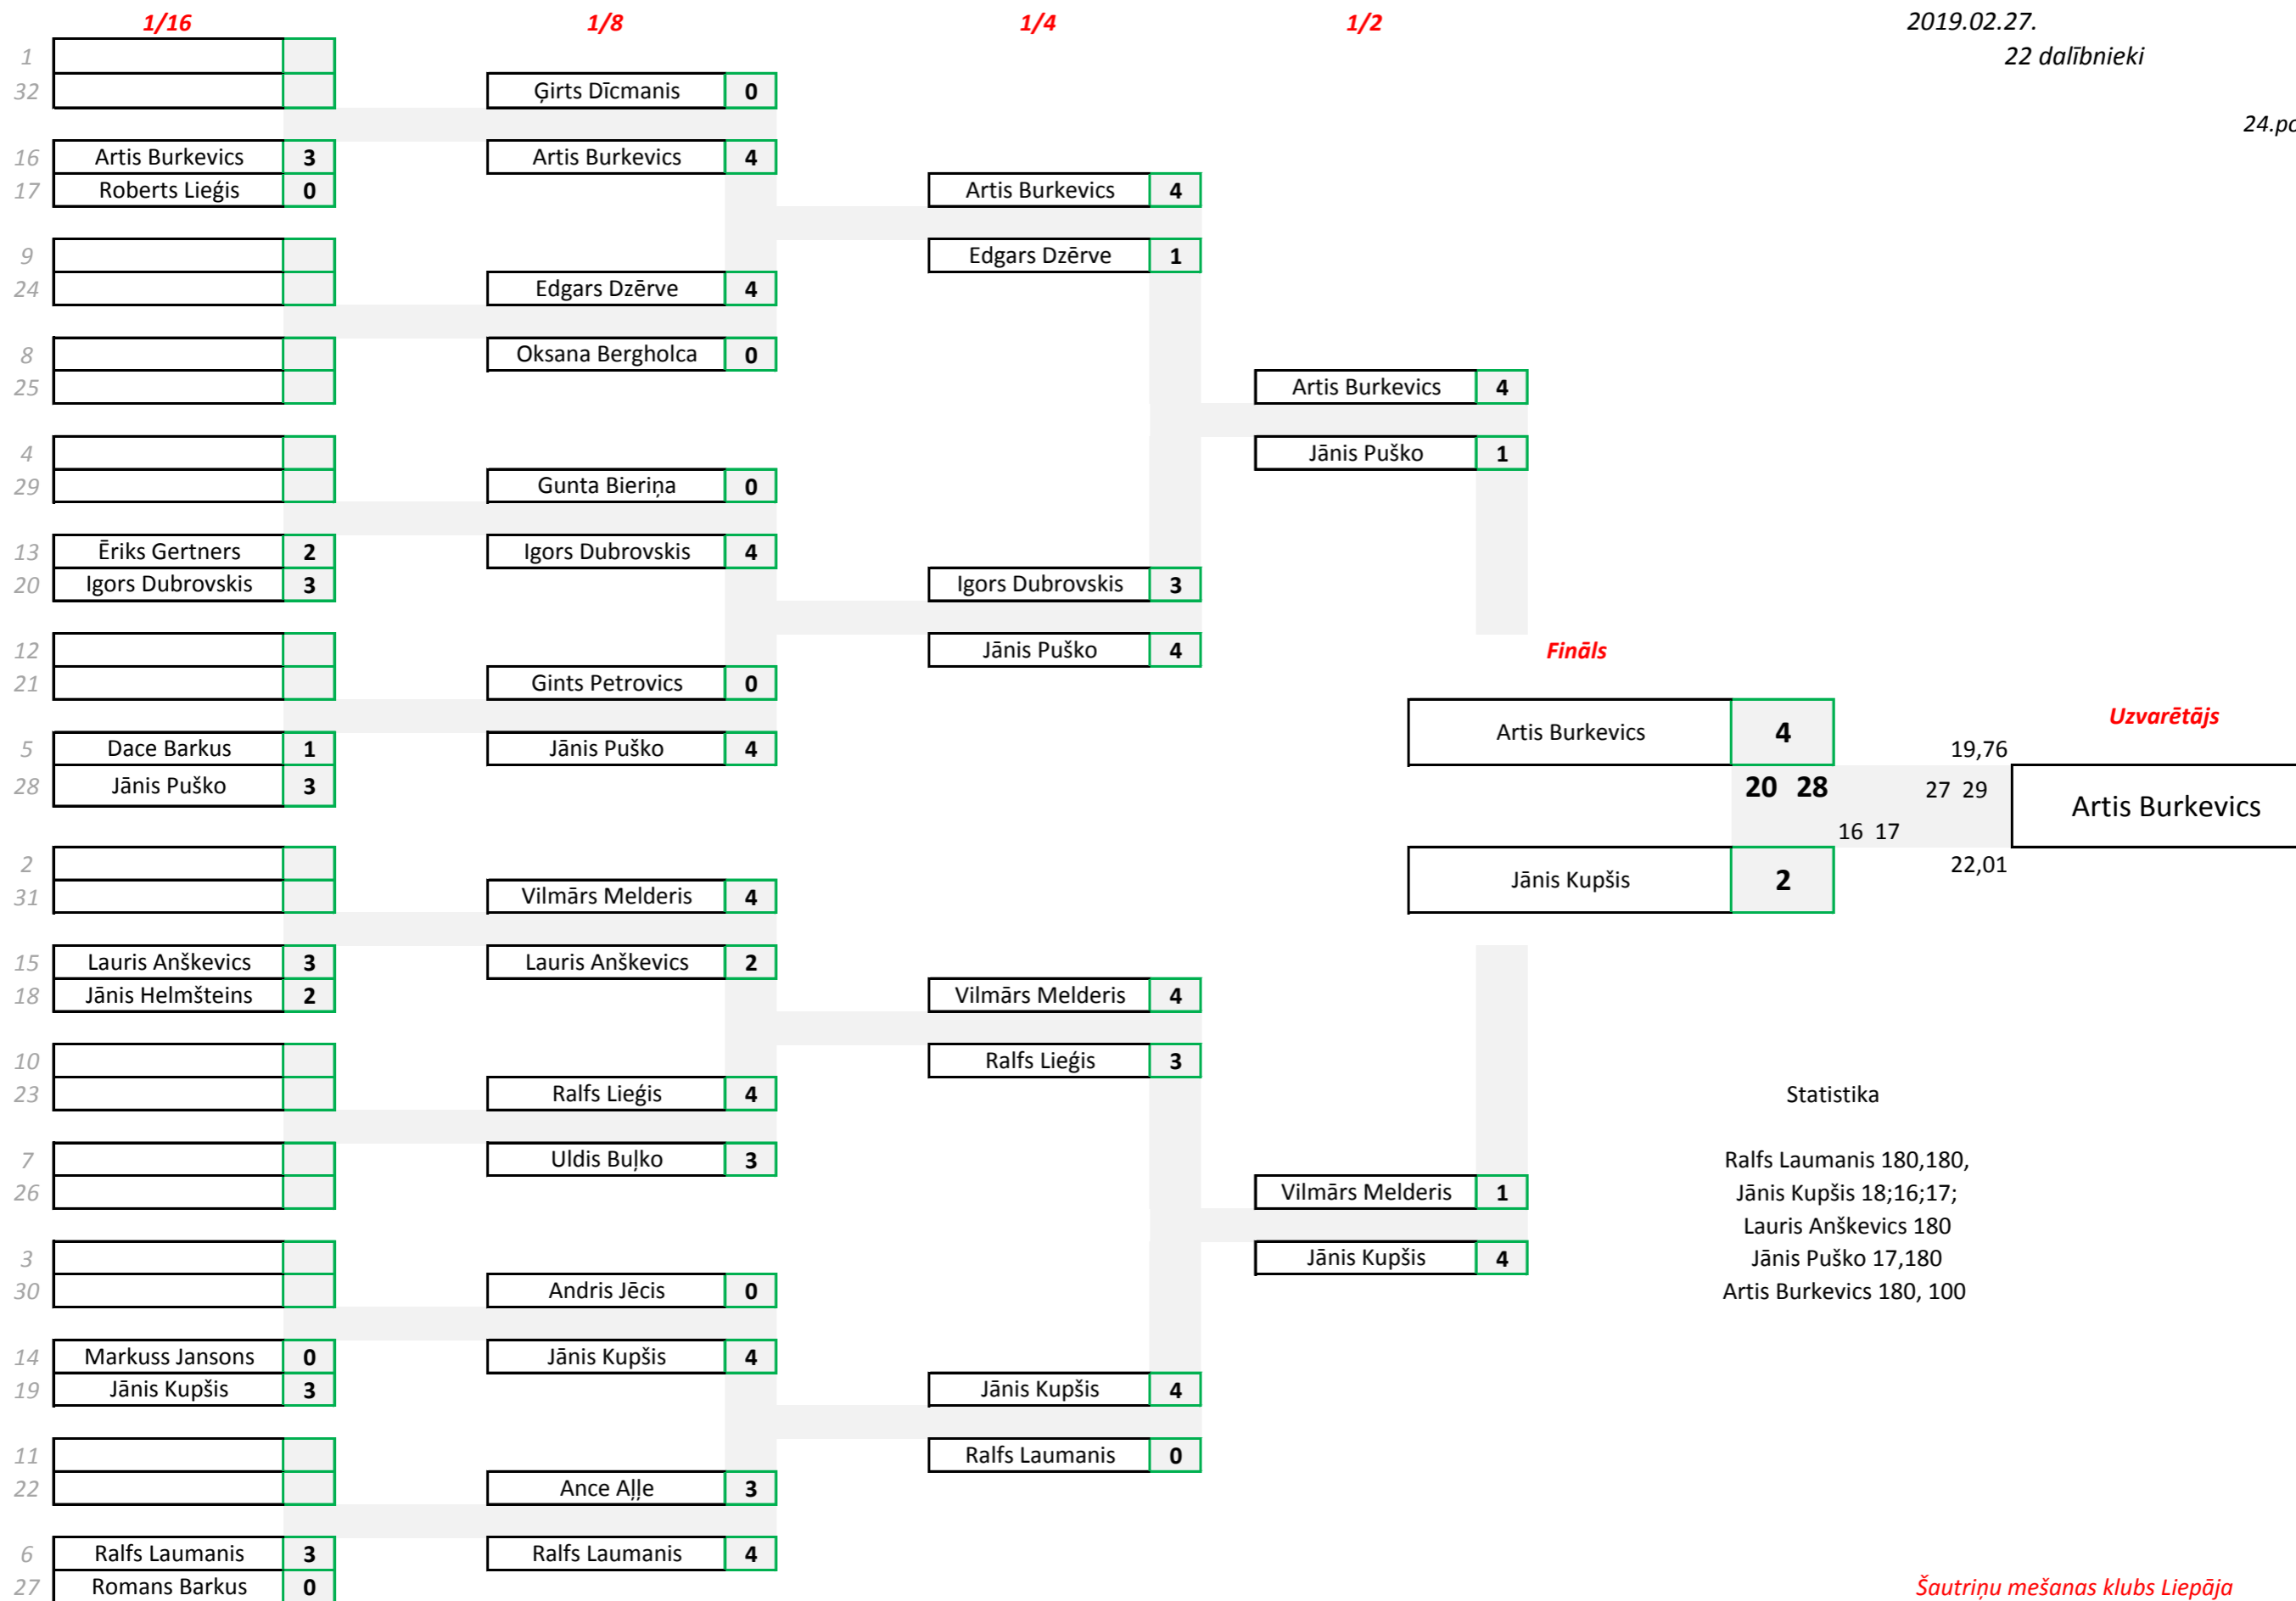 1/16 1/8 1/4 1/2 2019.02.27.
1 22 dalībnieki
32 Ģirts Dīcmanis 0
24.po
16 Artis Burkevics 3 Artis Burkevics 4
17 Roberts Lieģis 0 Artis Burkevics 4
9 Edgars Dzērve 1
24 Edgars Dzērve 4
8 Oksana Bergholca 0
25 Artis Burkevics 4
4 Jānis Puško 1
29 Gunta Bieriņa 0
13 Ēriks Gertners 2 Igors Dubrovskis 4
20 Igors Dubrovskis 3 Igors Dubrovskis 3
12 Jānis Puško 4 Fināls
21 Gints Petrovics 0
Artis Burkevics 4 Uzvarētājs
5 Dace Barkus 1 Jānis Puško 4 19,76
28 Jānis Puško 3 20 28 27 29
Artis Burkevics
16 17
2 22,01
31 Vilmārs Melderis 4 Jānis Kupšis 2
15 Lauris Anškevics 3 Lauris Anškevics 2
18 Jānis Helmšteins 2 Vilmārs Melderis 4
10 Ralfs Lieģis 3
23 Ralfs Lieģis 4 Statistika
7 Uldis Buļko 3 Ralfs Laumanis 180,180,
26 Vilmārs Melderis 1 Jānis Kupšis 18;16;17;
Lauris Anškevics 180
3 Jānis Kupšis 4 Jānis Puško 17,180
30 Andris Jēcis 0 Artis Burkevics 180, 100
14 Markuss Jansons 0 Jānis Kupšis 4
19 Jānis Kupšis 3 Jānis Kupšis 4
11 Ralfs Laumanis 0
22 Ance Aļļe 3
6 Ralfs Laumanis 3 Ralfs Laumanis 4
27 Romans Barkus 0 Šautriņu mešanas klubs Liepāja